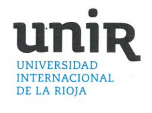 uniR
UNIVERSIDAD
INTERNACIONAL
DE LA RIOJA